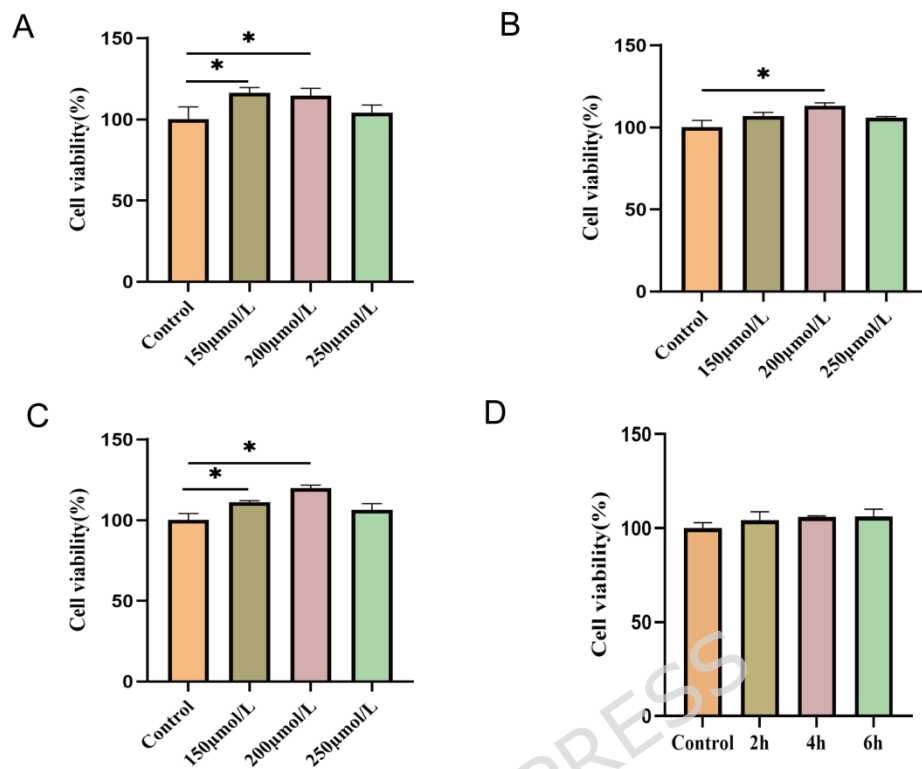 A
Cell viability(%)
150
100
50
0
*
*
Control
150μmol/L
200μmol/L
250μmol/L
B
Cell viability(%)
150
100
50
0
*
Control
150μmol/L
200μmol/L
250μmol/L
C
Cell viability(%)
150
100
50
0
*
*
Control
150μmol/L
200μmol/L
250μmol/L
D
Cell viability(%)
150
100
50
0
Control 2h 4h 6h
PRESS